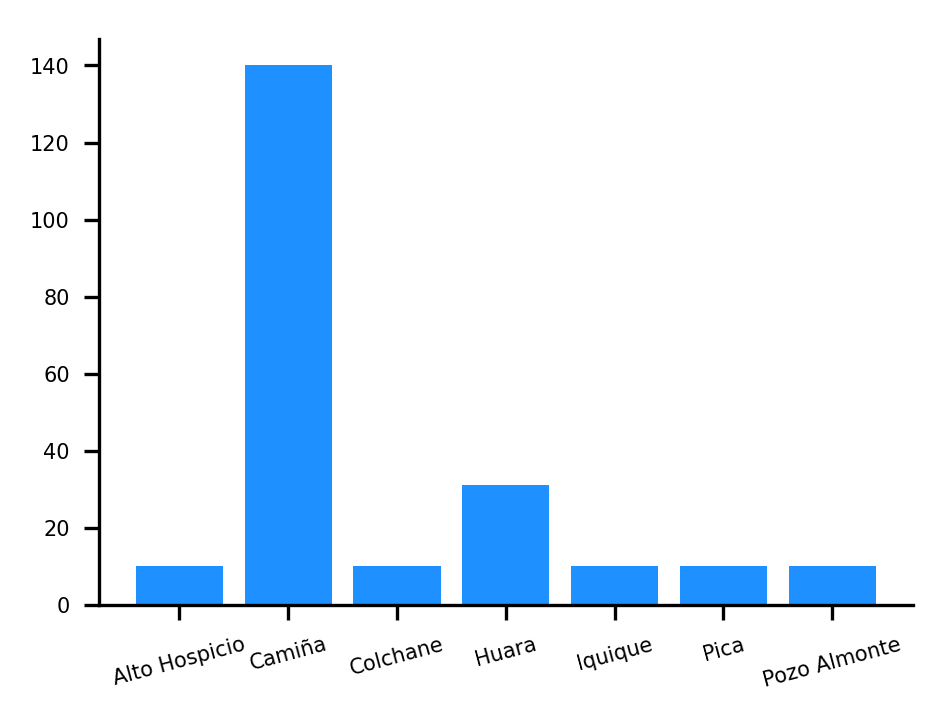 140
120
100
80
60
40
20
0
Alto Hospicio
Camiña
Colchane
Huara
Iquique
Pica
Pozo Almonte